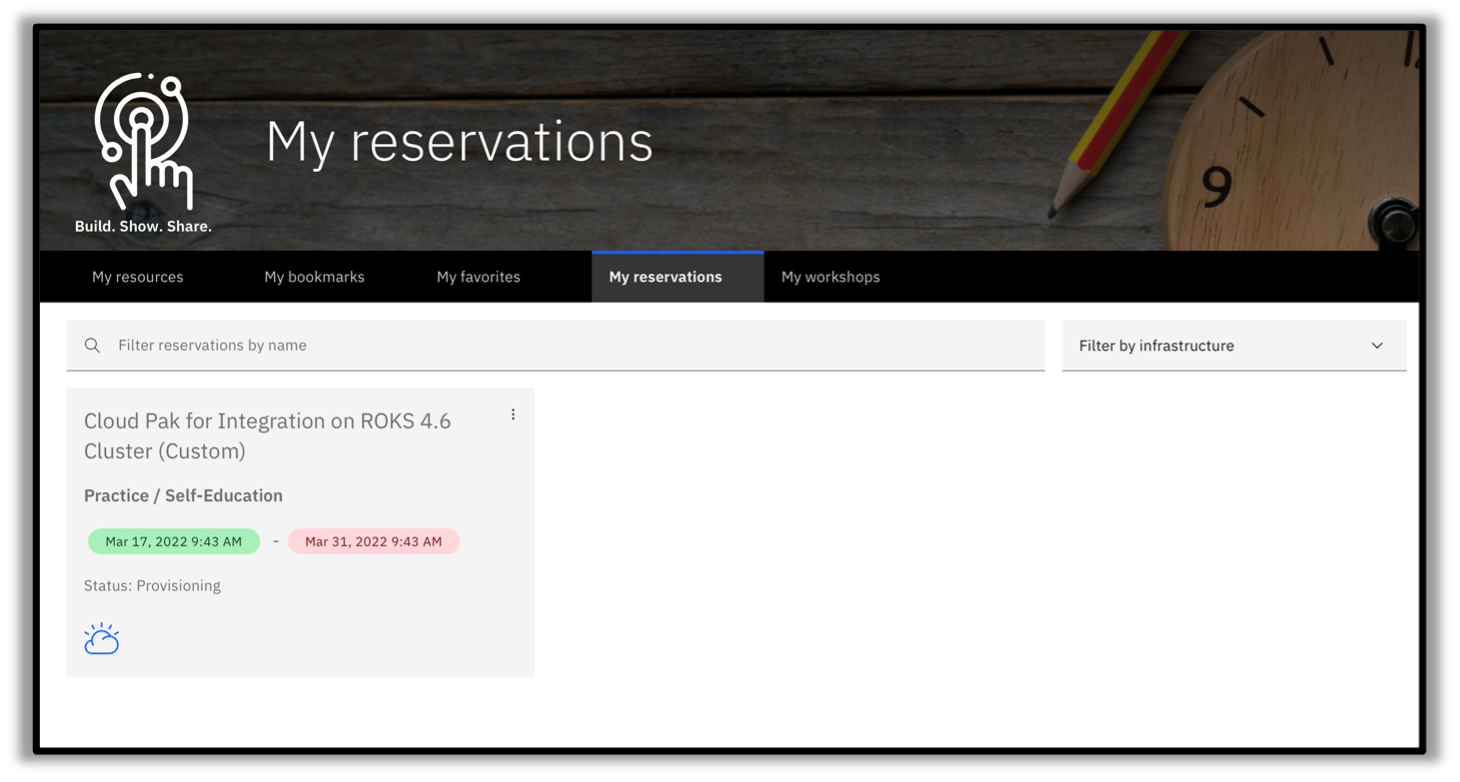 My reservations
Build. Show. Share.
My resources
My bookmarks
My favorites
My reservations
My workshops
Filter reservations by name
Filter by infrastructure
Cloud Pak for Integration on ROKS 4.6
Cluster (Custom)
Practice / Self-Education
Mar 17, 2022 9:43 AM - Mar 31, 2022 9:43 AM
Status: Provisioning
9